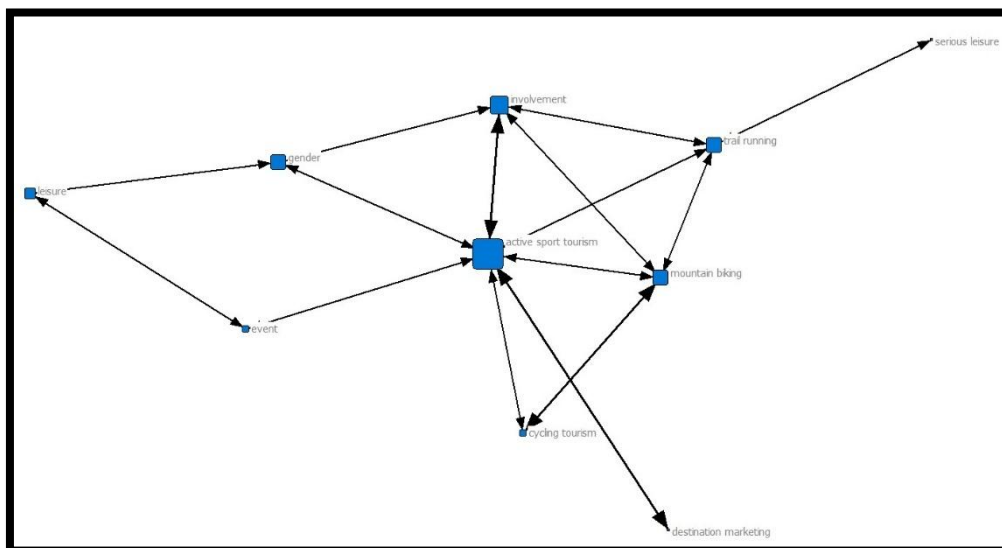 serious leisure
involvement
trail running
gender
leisure
active sport tourism
mountain biking
event
cycling tourism
destination marketing